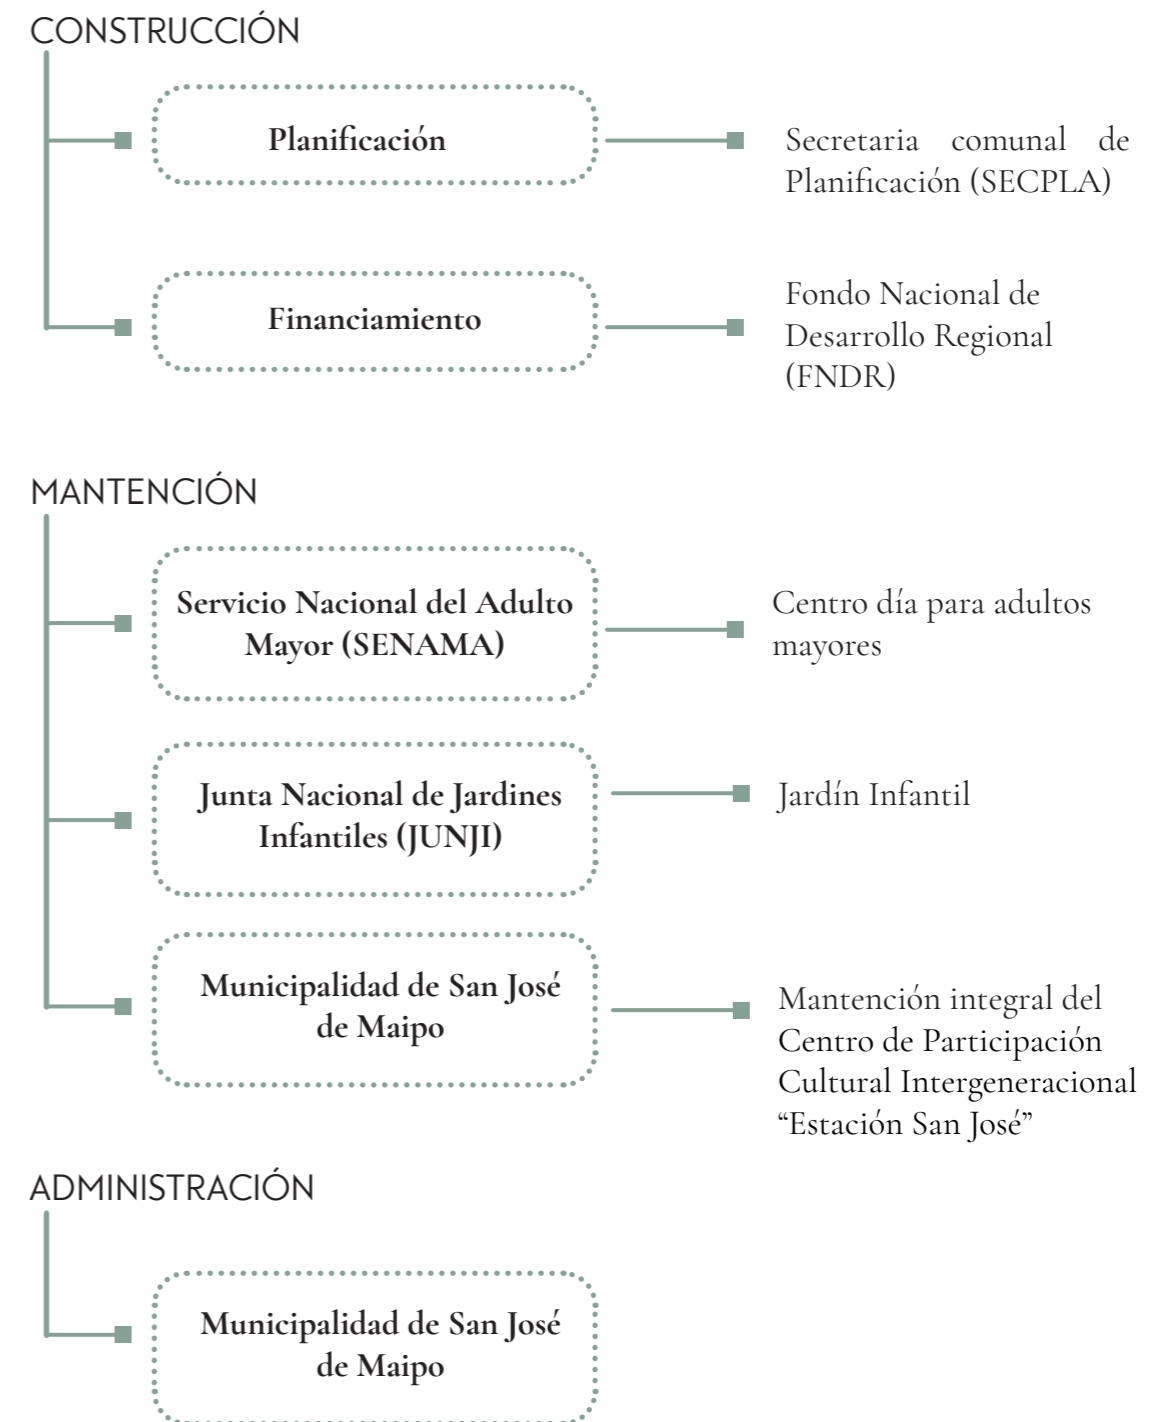 CONSTRUCCIÓN
Planificación
Secretaria comunal de
Planificación (SECPLA)
Financiamiento
Fondo Nacional de
Desarrollo Regional
(FNDR)
MANTENCIÓN
Servicio Nacional del Adulto
Mayor (SENAMA)
Centro día para adultos
mayores
Junta Nacional de Jardines
Infantiles (JUNJI)
Jardín Infantil
Municipalidad de San José
de Maipo
Mantención integral del
Centro de Participación
Cultural Intergeneracional
“Estación San José”
ADMINISTRACIÓN
Municipalidad de San José
de Maipo